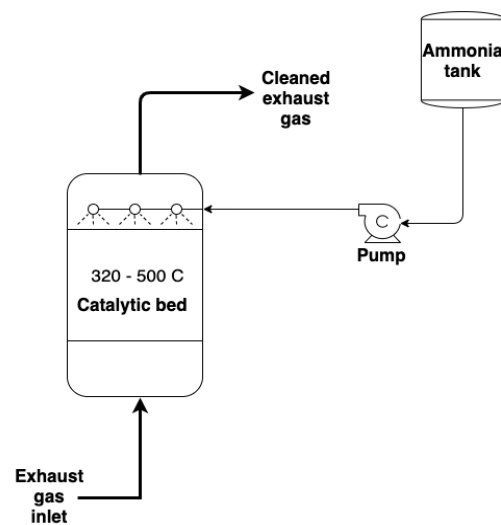 Ammonia
tank
Cleaned
exhaust
gas
C
Pump
320 - 500 C
Catalytic bed
Exhaust
gas
inlet